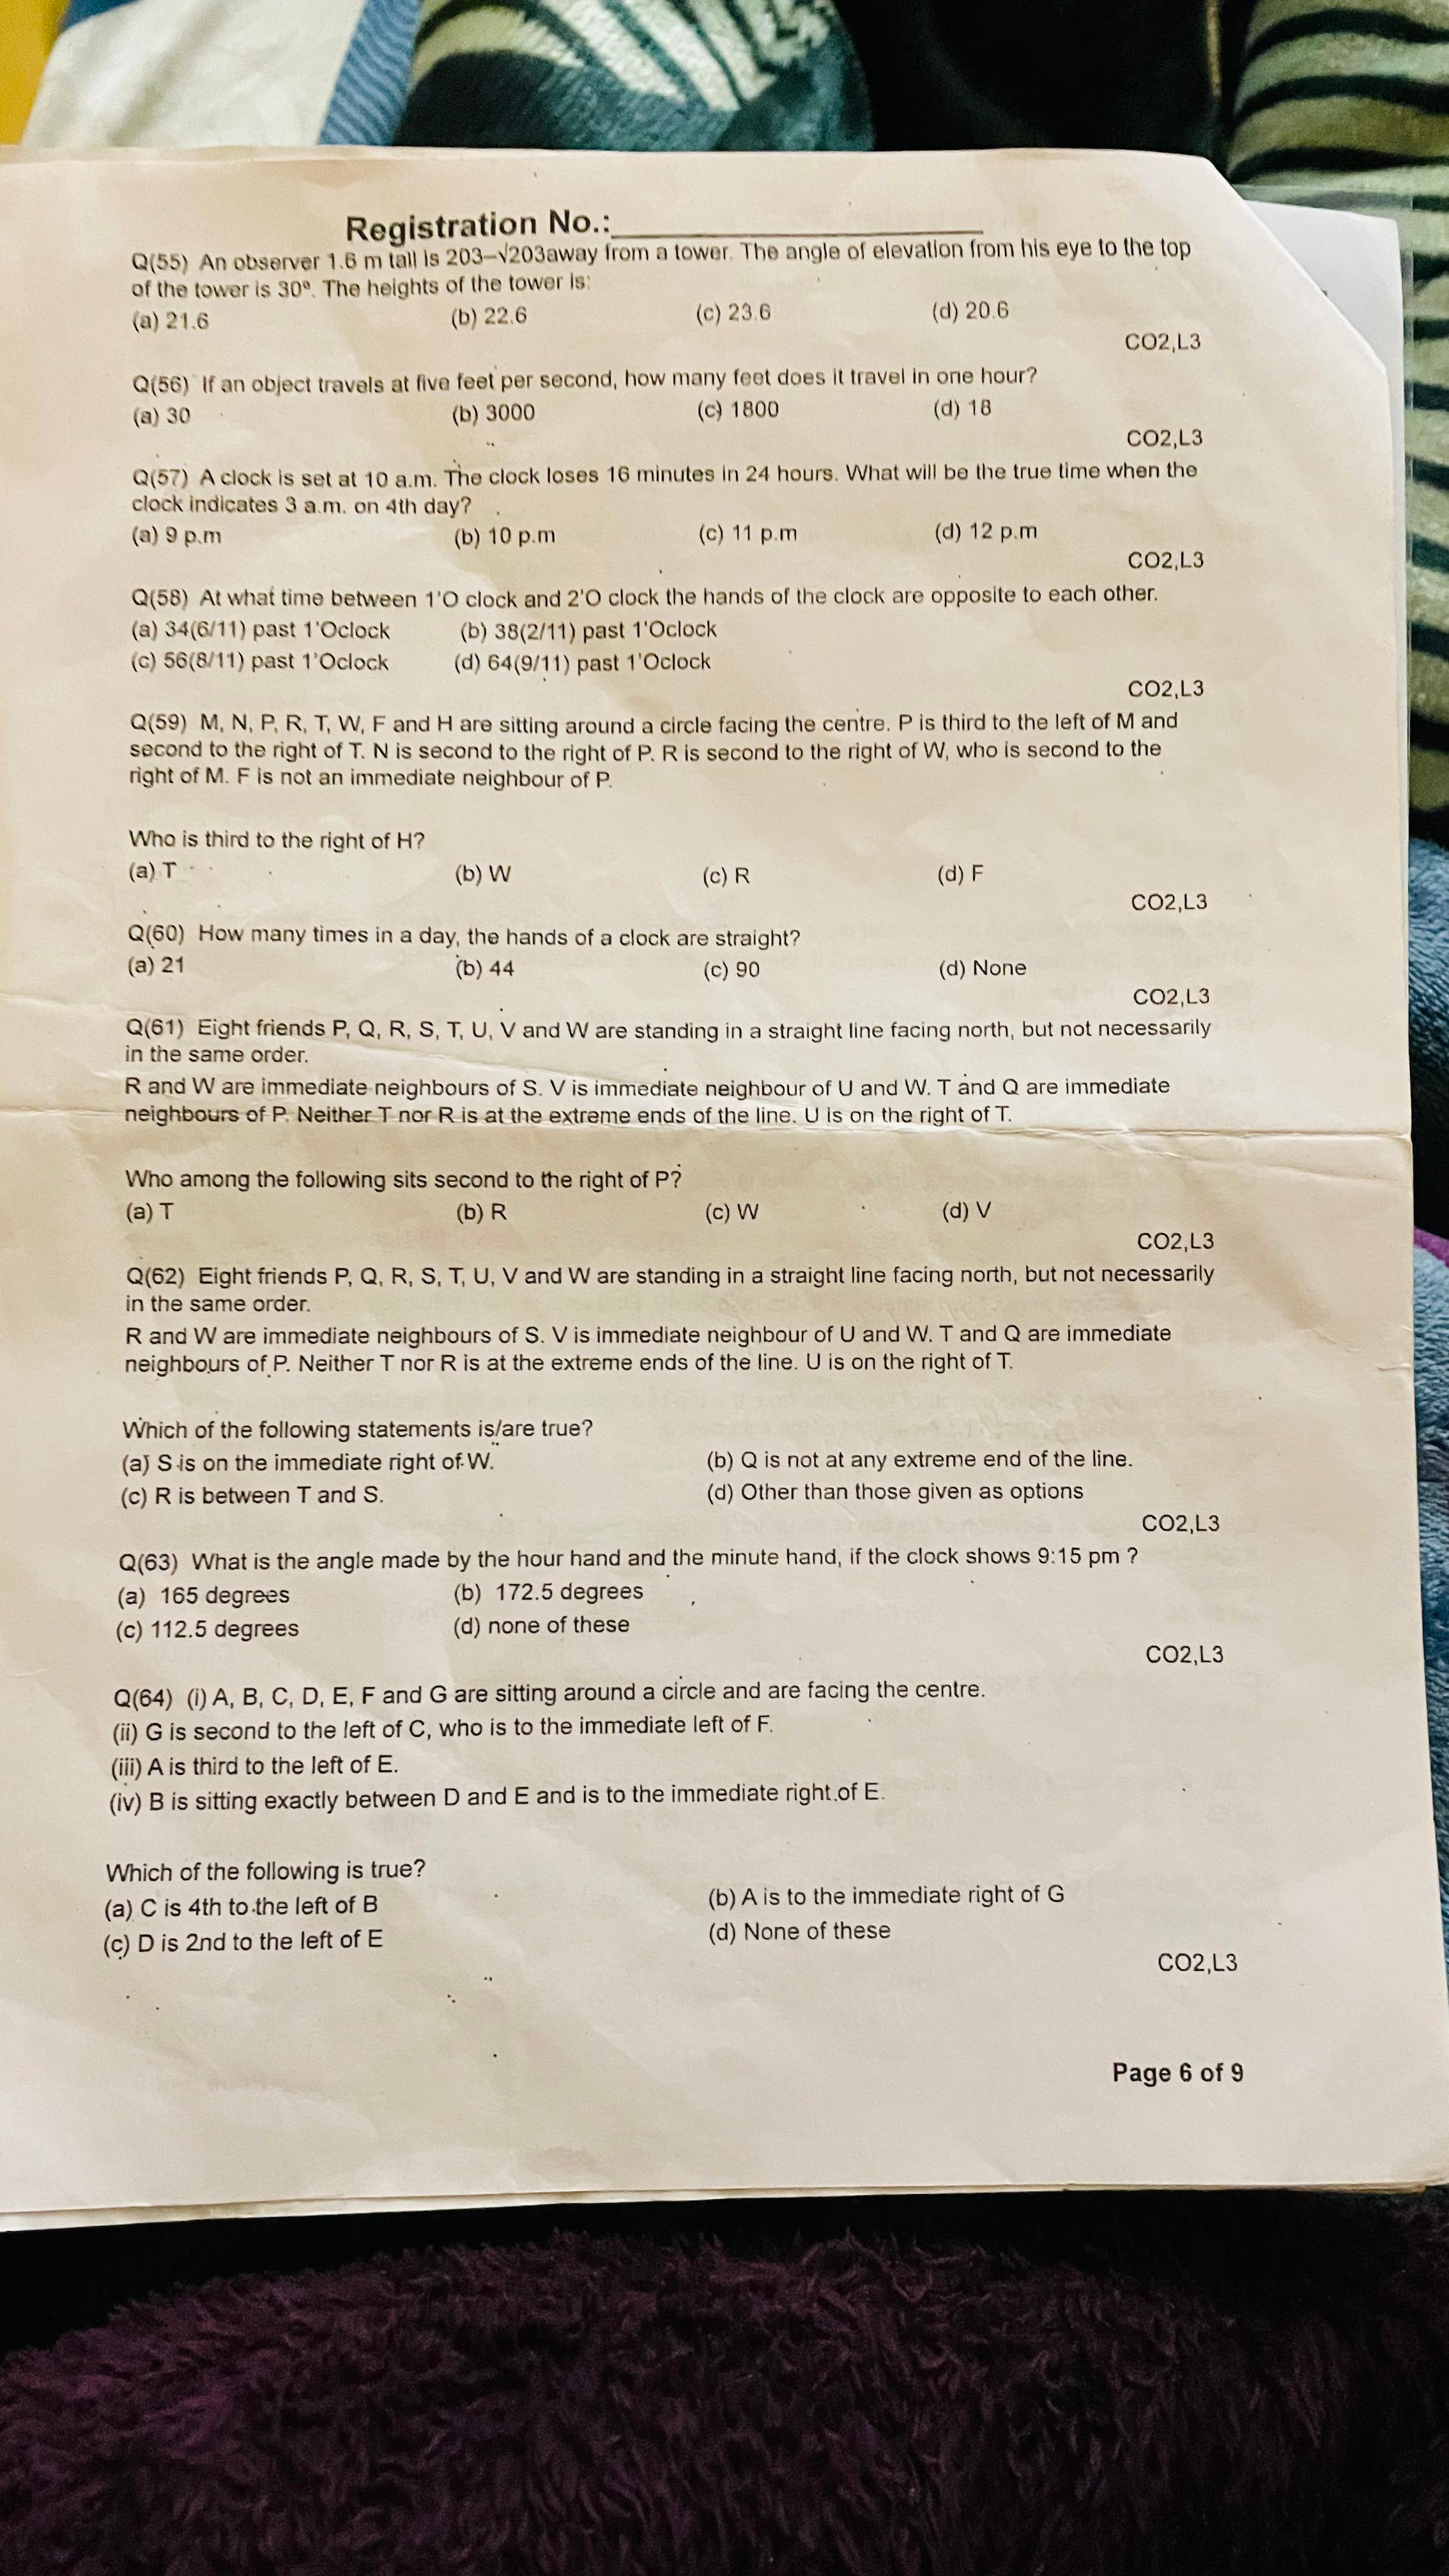 Registration No.:
Q(55) An observer 1.6 m tall is 203–√203away from a tower. The angle of elevation from his eye to the top
of the tower is 30º. The heights of the tower is:
(a) 21.6 (b) 22.6 (c) 23.6 (d) 20.6
CO2,L3
Q(56) If an object travels at five feet per second, how many feet does it travel in one hour?
(a) 30 (b) 3000 (c) 1800 (d) 18
CO2,L3
Q(57) A clock is set at 10 a.m. The clock loses 16 minutes in 24 hours. What will be the true time when the
clock indicates 3 a.m. on 4th day?
(a) 9 p.m (b) 10 p.m (c) 11 p.m (d) 12 p.m
CO2,L3
Q(58) At what time between 1'O clock and 2'O clock the hands of the clock are opposite to each other.
(a) 34(6/11) past 1'Oclock (b) 38(2/11) past 1'Oclock
(c) 56(8/11) past 1'Oclock (d) 64(9/11) past 1'Oclock
CO2,L3
Q(59) M, N, P, R, T, W, F and H are sitting around a circle facing the centre. P is third to the left of M and
second to the right of T. N is second to the right of P. R is second to the right of W, who is second to the
right of M. F is not an immediate neighbour of P.
Who is third to the right of H?
(a) T (b) W (c) R (d) F
CO2,L3
Q(60) How many times in a day, the hands of a clock are straight?
(a) 21 (b) 44 (c) 90 (d) None
CO2,L3
Q(61) Eight friends P, Q, R, S, T, U, V and W are standing in a straight line facing north, but not necessarily
in the same order.
R and W are immediate neighbours of S. V is immediate neighbour of U and W. T and Q are immediate
neighbours of P. Neither T nor R is at the extreme ends of the line. U is on the right of T.
Who among the following sits second to the right of P?
(a) T (b) R (c) W (d) V
CO2,L3
Q(62) Eight friends P, Q, R, S, T, U, V and W are standing in a straight line facing north, but not necessarily
in the same order.
R and W are immediate neighbours of S. V is immediate neighbour of U and W. T and Q are immediate
neighbours of P. Neither T nor R is at the extreme ends of the line. U is on the right of T.
Which of the following statements is/are true?
(a) S is on the immediate right of W. (b) Q is not at any extreme end of the line.
(c) R is between T and S. (d) Other than those given as options
CO2,L3
Q(63) What is the angle made by the hour hand and the minute hand, if the clock shows 9:15 pm ?
(a) 165 degrees (b) 172.5 degrees
(c) 112.5 degrees (d) none of these
CO2,L3
Q(64) (i) A, B, C, D, E, F and G are sitting around a circle and are facing the centre.
(ii) G is second to the left of C, who is to the immediate left of F.
(iii) A is third to the left of E.
(iv) B is sitting exactly between D and E and is to the immediate right of E.
Which of the following is true?
(a) C is 4th to the left of B (b) A is to the immediate right of G
(c) D is 2nd to the left of E (d) None of these
CO2,L3
Page 6 of 9